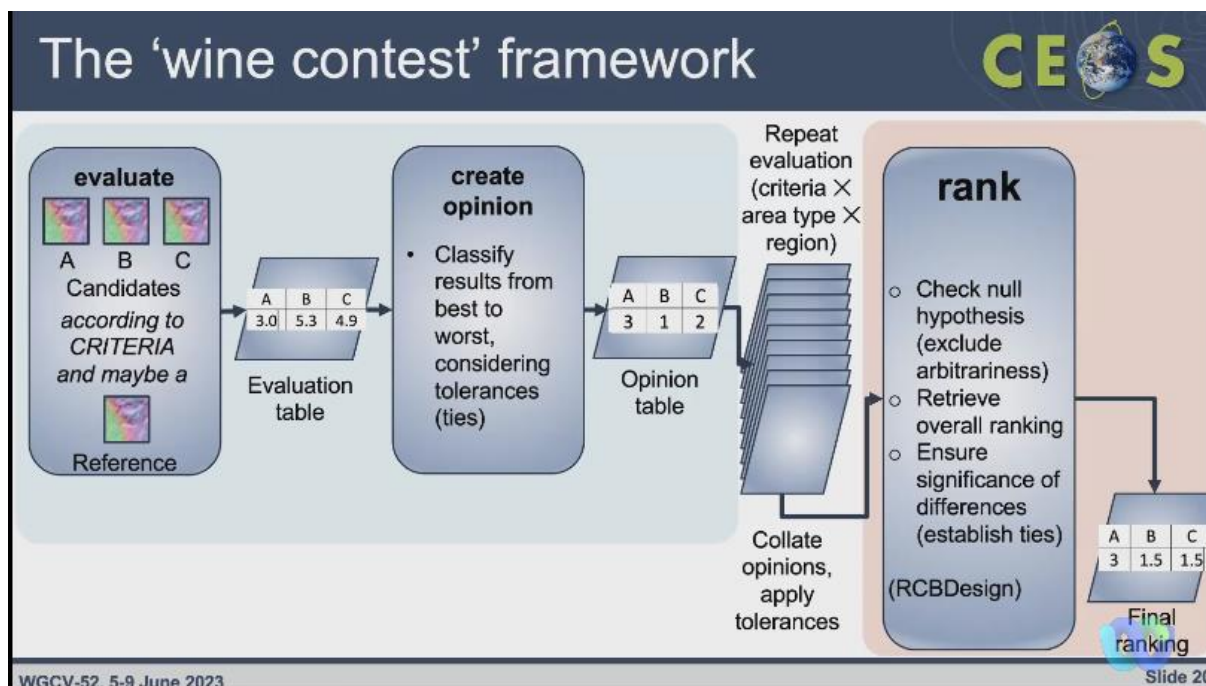 The 'wine contest' framework
CEOS
evaluate
A B C
Candidates
according to
CRITERIA
and maybe a
Reference
A B C
3.0 5.3 4.9
Evaluation
table
create
opinion
• Classify
results from
best to
worst,
considering
tolerances
(ties)
A B C
3 1 2
Opinion
table
Repeat
evaluation
(criteria ×
area type ×
region)
Collate
opinions,
apply
tolerances
rank
○ Check null
hypothesis
(exclude
arbitrariness)
○ Retrieve
overall ranking
○ Ensure
significance of
differences
(establish ties)
(RCBDesign)
A B C
3 1.5 1.5
Final
ranking
WGCV-52, 5-9 June 2023
Slide 20